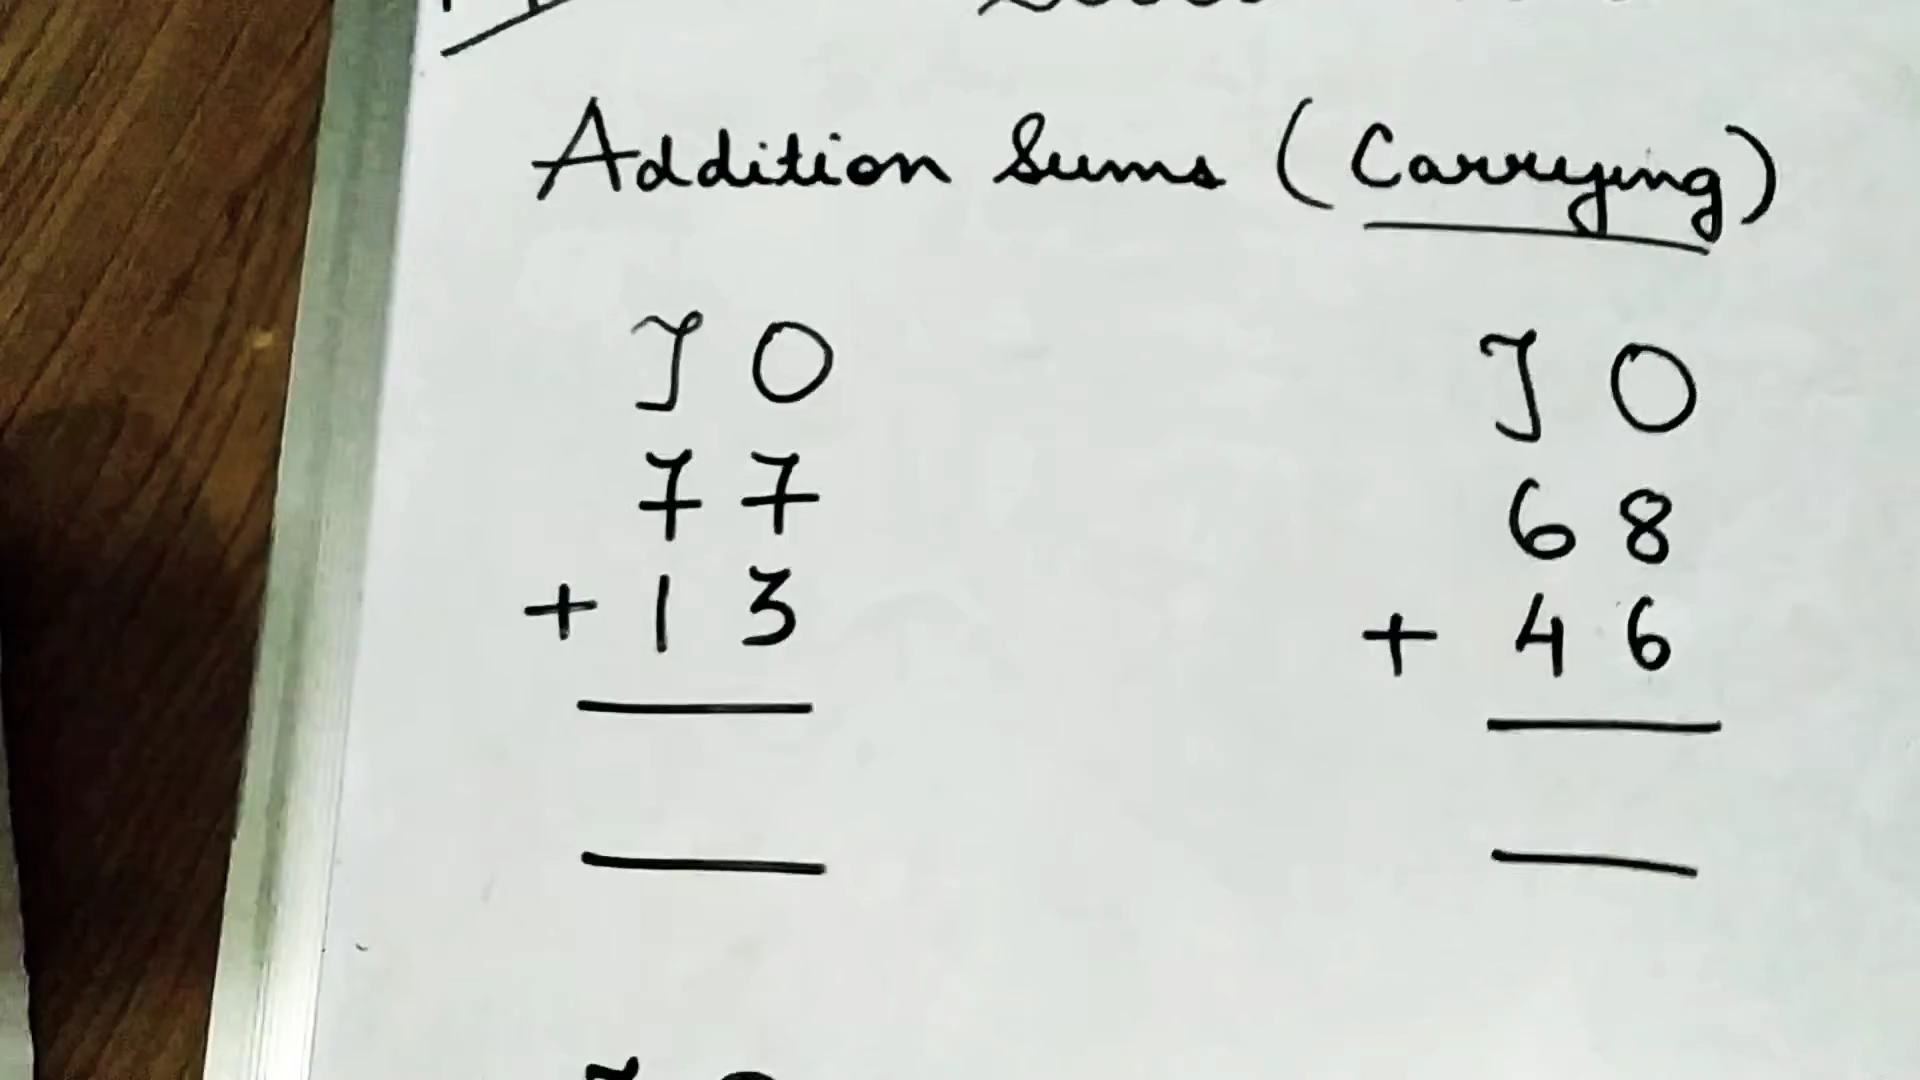 Addition Sums (Carrying)
T O T O
7 7 6 8
+ 1 3 + 4 6